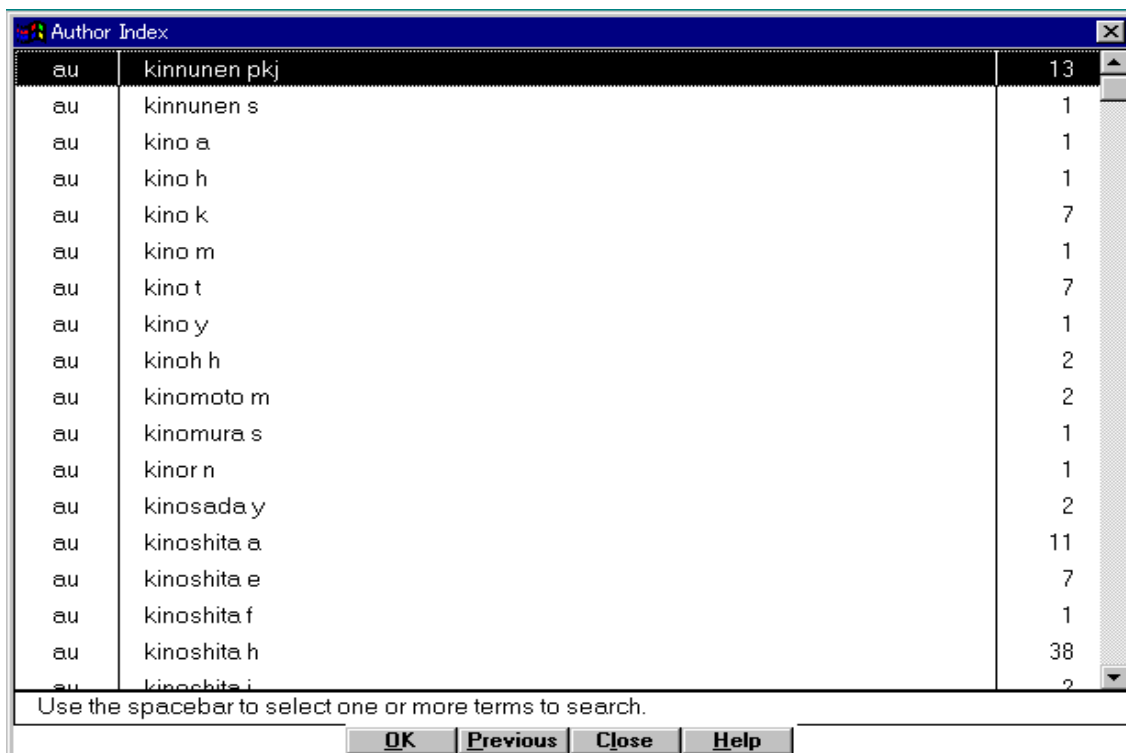 Author Index
au kinnunen pkj 13
au kinnunen s 1
au kino a 1
au kino h 1
au kino k 7
au kino m 1
au kino t 7
au kino y 1
au kinoh h 2
au kinomoto m 2
au kinomura s 1
au kinor n 1
au kinosada y 2
au kinoshita a 11
au kinoshita e 7
au kinoshita f 1
au kinoshita h 38
au kinoshita
Use the spacebar to select one or more terms to search.
OK Previous Close Help